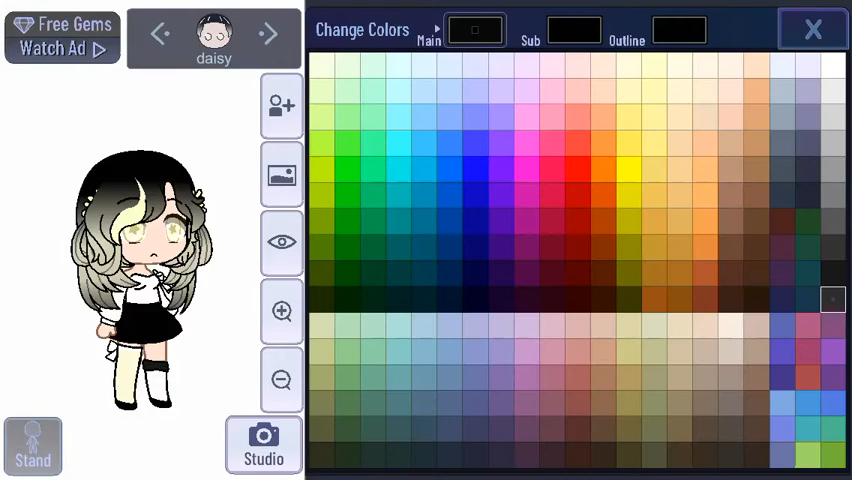 Free Gems
Watch Ad
daisy
Change Colors
Main
Sub
Outline
X
Stand
Studio